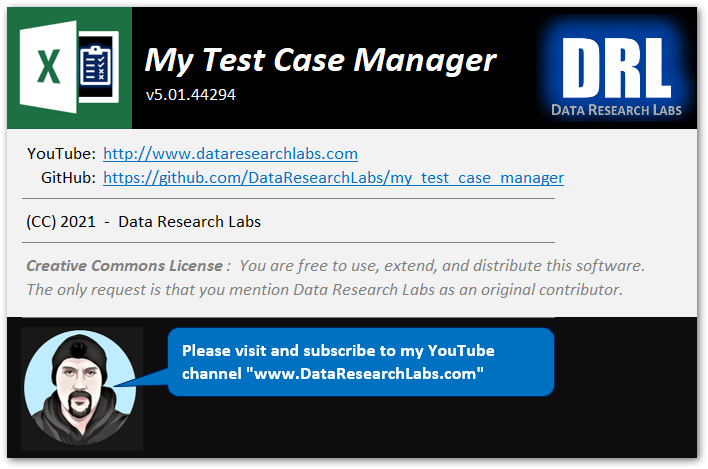 X
My Test Case Manager
v5.01.44294
DRL
DATA RESEARCH LABS
YouTube: http://www.dataresearchlabs.com
GitHub: https://github.com/DataResearchLabs/my_test_case_manager
(CC) 2021 - Data Research Labs
Creative Commons License : You are free to use, extend, and distribute this software.
The only request is that you mention Data Research Labs as an original contributor.
Please visit and subscribe to my YouTube
channel "www.DataResearchLabs.com"